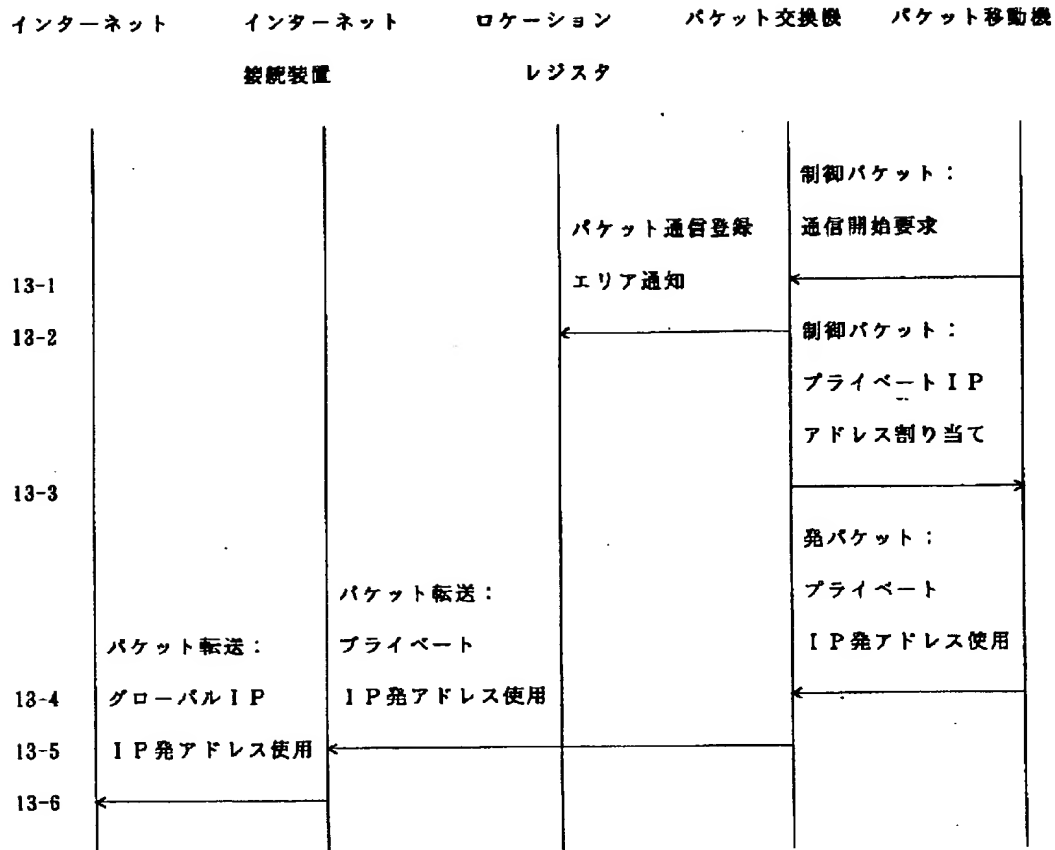 インターネット インターネット ロケーション パケット交換機 パケット移動機
接続装置 レジスタ
制御パケット：
パケット通信登録 通信開始要求
13-1 エリア通知
13-2 制御パケット：
プライベートＩＰ
アドレス割り当て
13-3
発パケット：
パケット転送： プライベート
パケット転送： プライベート ＩＰ発アドレス使用
13-4 グローバルＩＰ ＩＰ発アドレス使用
13-5 ＩＰ発アドレス使用
13-6